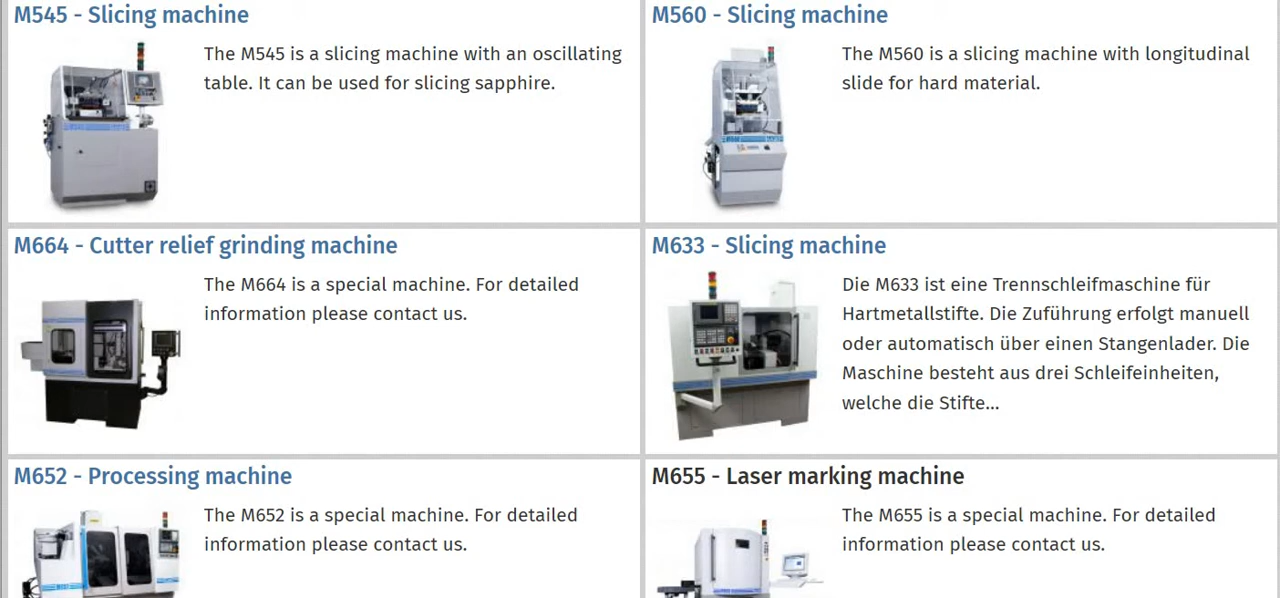 M545 - Slicing machine
The M545 is a slicing machine with an oscillating
table. It can be used for slicing sapphire.
M560 - Slicing machine
The M560 is a slicing machine with longitudinal
slide for hard material.
M664 - Cutter relief grinding machine
The M664 is a special machine. For detailed
information please contact us.
M633 - Slicing machine
Die M633 ist eine Trennschleifmaschine für
Hartmetallstifte. Die Zuführung erfolgt manuell
oder automatisch über einen Stangenlader. Die
Maschine besteht aus drei Schleifeinheiten,
welche die Stifte...
M652 - Processing machine
The M652 is a special machine. For detailed
information please contact us.
M655 - Laser marking machine
The M655 is a special machine. For detailed
information please contact us.